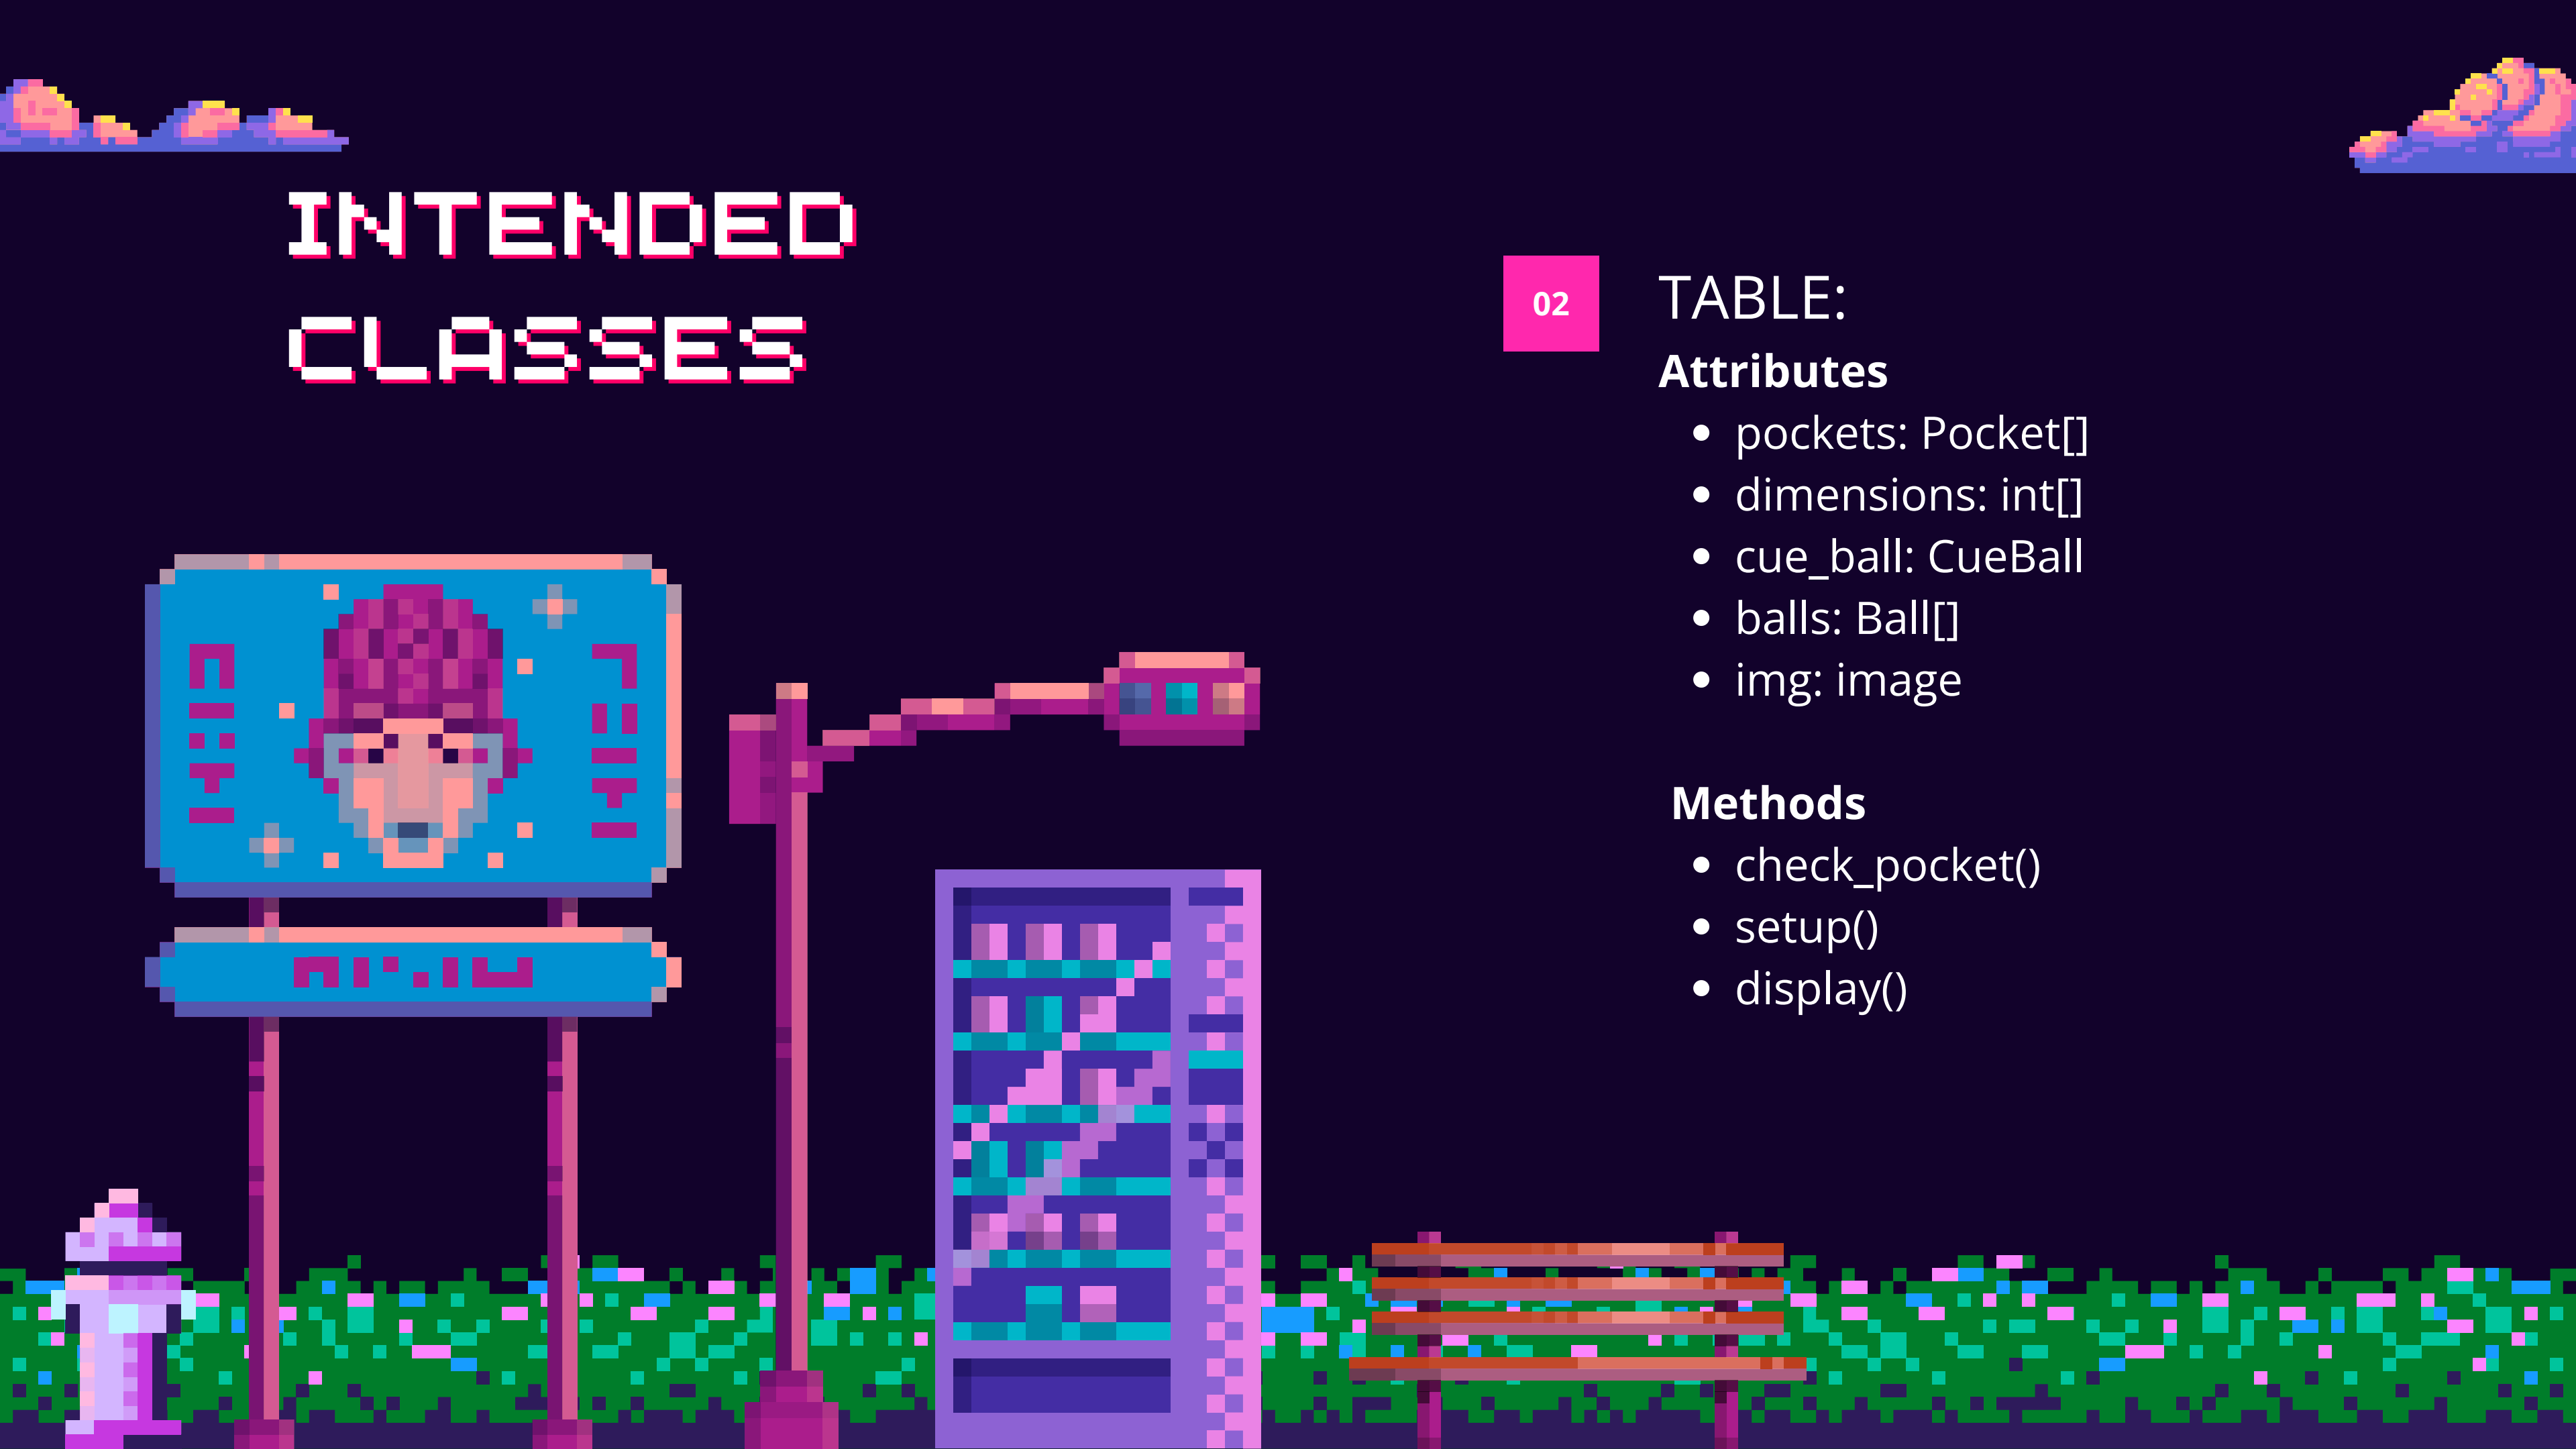 INTENDED
CLASSES
02
TABLE:
Attributes
• pockets: Pocket[]
• dimensions: int[]
• cue_ball: CueBall
• balls: Ball[]
• img: image
Methods
• check_pocket()
• setup()
• display()